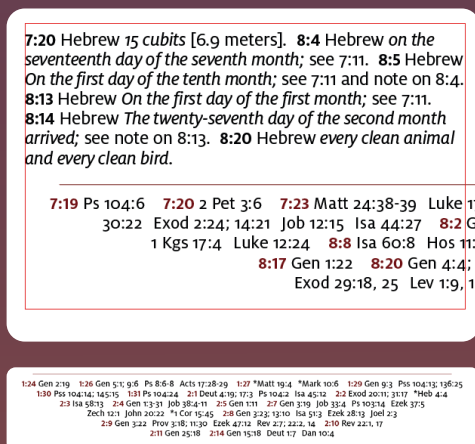 7:20 Hebrew 15 cubits [6.9 meters]. 8:4 Hebrew on the
seventeenth day of the seventh month; see 7:11. 8:5 Hebrew
On the first day of the tenth month; see 7:11 and note on 8:4.
8:13 Hebrew On the first day of the first month; see 7:11.
8:14 Hebrew The twenty-seventh day of the second month
arrived; see note on 8:13. 8:20 Hebrew every clean animal
and every clean bird.
7:19 Ps 104:6 7:20 2 Pet 3:6 7:23 Matt 24:38-39 Luke
30:22 Exod 2:24; 14:21 Job 12:15 Isa 44:27 8:2
1 Kgs 17:4 Luke 12:24 8:8 Isa 60:8 Hos 11:
8:17 Gen 1:22 8:20 Gen 4:4;
Exod 29:18, 25 Lev 1:9,
1:24 Gen 2:19 1:26 Gen 5:1; 9:6 Ps 8:6-8 Acts 17:28-29 1:27 *Matt 19:4 *Mark 10:6 1:29 Gen 9:3 Pss 104:13; 136:25
1:30 Pss 104:14; 145:15 1:31 Ps 104:24 2:1 Deut 4:19; 17:3 Ps 104:2 Isa 45:12 2:2 Exod 20:11; 31:17 *Heb 4:4
2:3 Isa 58:13 2:4 Gen 1:3-31 Job 38:4-11 2:5 Gen 1:11 2:7 Gen 3:19 Job 33:4 Ps 103:14 Ezek 37:5
Zech 12:1 John 20:22 *1 Cor 15:45 2:8 Gen 3:23; 13:10 Isa 51:3 Ezek 28:13 Joel 2:3
2:9 Gen 3:22 Prov 3:18; 11:30 Ezek 47:12 Rev 2:7; 22:2, 14 2:10 Rev 22:1, 17
2:11 Gen 25:18 2:14 Gen 15:18 Deut 1:7 Dan 10:4